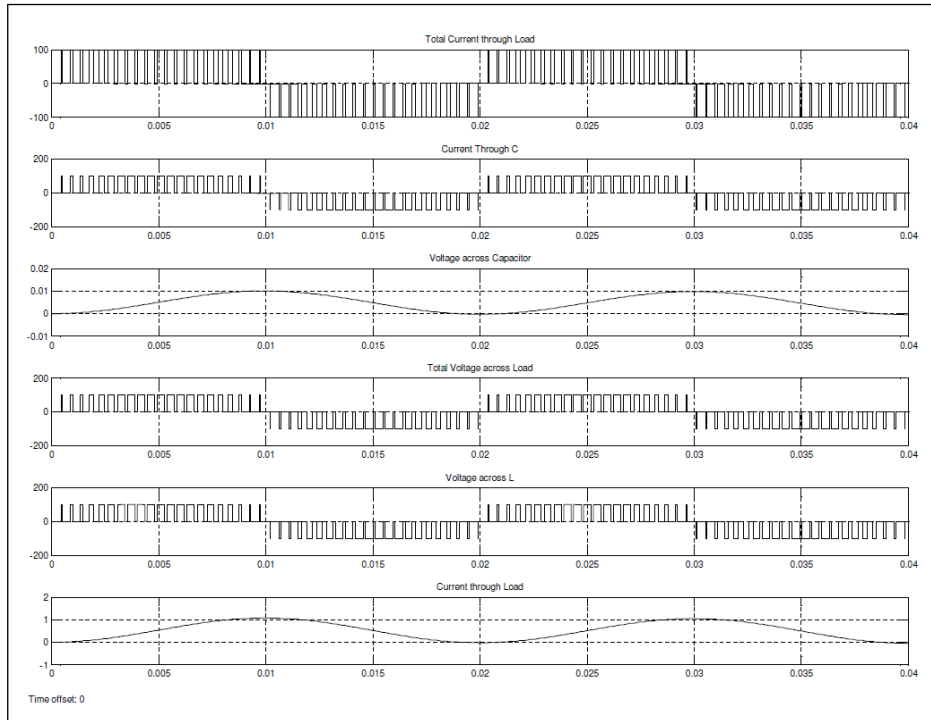 Total Current through Load
100
0
-100
0 0.005 0.01 0.015 0.02 0.025 0.03 0.035 0.04
Current Through C
200
0
-200
0 0.005 0.01 0.015 0.02 0.025 0.03 0.035 0.04
Voltage across Capacitor
0.02
0.01
0
-0.01
0 0.005 0.01 0.015 0.02 0.025 0.03 0.035 0.04
Total Voltage across Load
200
0
-200
0 0.005 0.01 0.015 0.02 0.025 0.03 0.035 0.04
Voltage across L
200
0
-200
0 0.005 0.01 0.015 0.02 0.025 0.03 0.035 0.04
Current through Load
2
1
0
-1
0 0.005 0.01 0.015 0.02 0.025 0.03 0.035 0.04
Time offset: 0